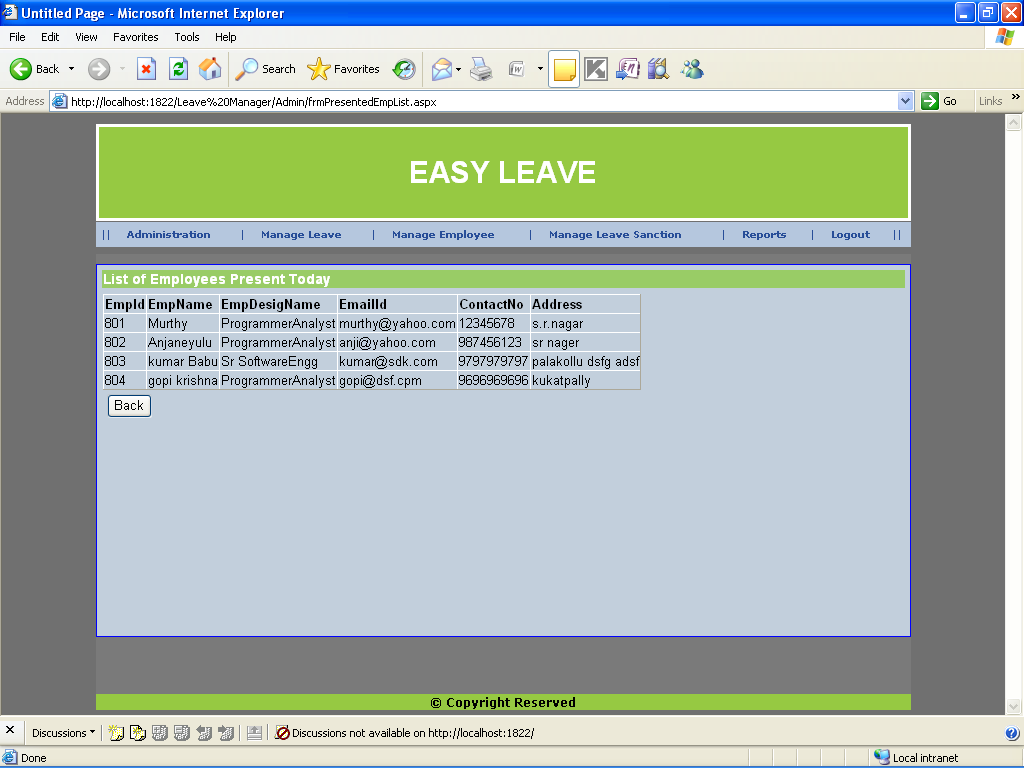 Untitled Page - Microsoft Internet Explorer
File Edit View Favorites Tools Help
Back Search Favorites
Address http://localhost:1822/Leave%20Manager/Admin/frmPresentedEmpList.aspx Go Links »
EASY LEAVE
|| Administration | Manage Leave | Manage Employee | Manage Leave Sanction | Reports | Logout ||
List of Employees Present Today
EmpId EmpName EmpDesigName EmailId ContactNo Address
801 Murthy ProgrammerAnalyst murthy@yahoo.com 12345678 s.r.nagar
802 Anjaneyulu ProgrammerAnalyst anji@yahoo.com 987456123 sr nager
803 kumar Babu Sr SoftwareEngg kumar@sdk.com 9797979797 palakollu dsfg adsf
804 gopi krishna ProgrammerAnalyst gopi@dsf.cpm 9696969696 kukatpally
Back
© Copyright Reserved
Discussions Discussions not available on http://localhost:1822/
Done Local intranet